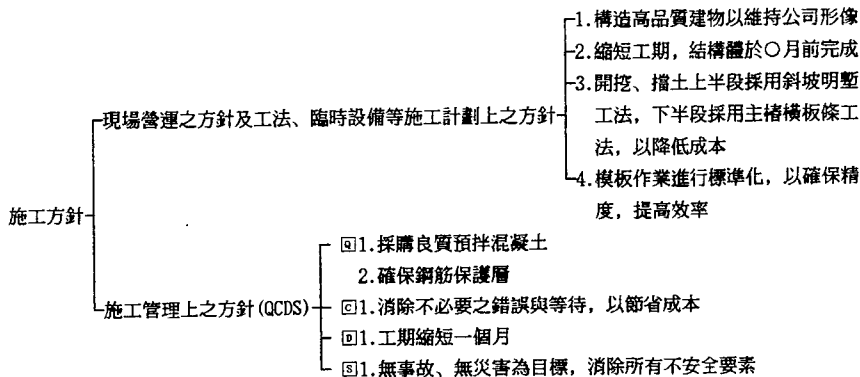 1.構造高品質建物以維持公司形像
2.縮短工期，結構體於○月前完成
3.開挖、擋土上半段採用斜坡明塹
工法，下半段採用主樁橫板條工
法，以降低成本
現場營運之方針及工法、臨時設備等施工計劃上之方針
4.模板作業進行標準化，以確保精
度，提高效率
施工方針
Q1.採購良質預拌混凝土
2.確保鋼筋保護層
施工管理上之方針(QCDS)
C1.消除不必要之錯誤與等待，以節省成本
D1.工期縮短一個月
S1.無事故、無災害為目標，消除所有不安全要素